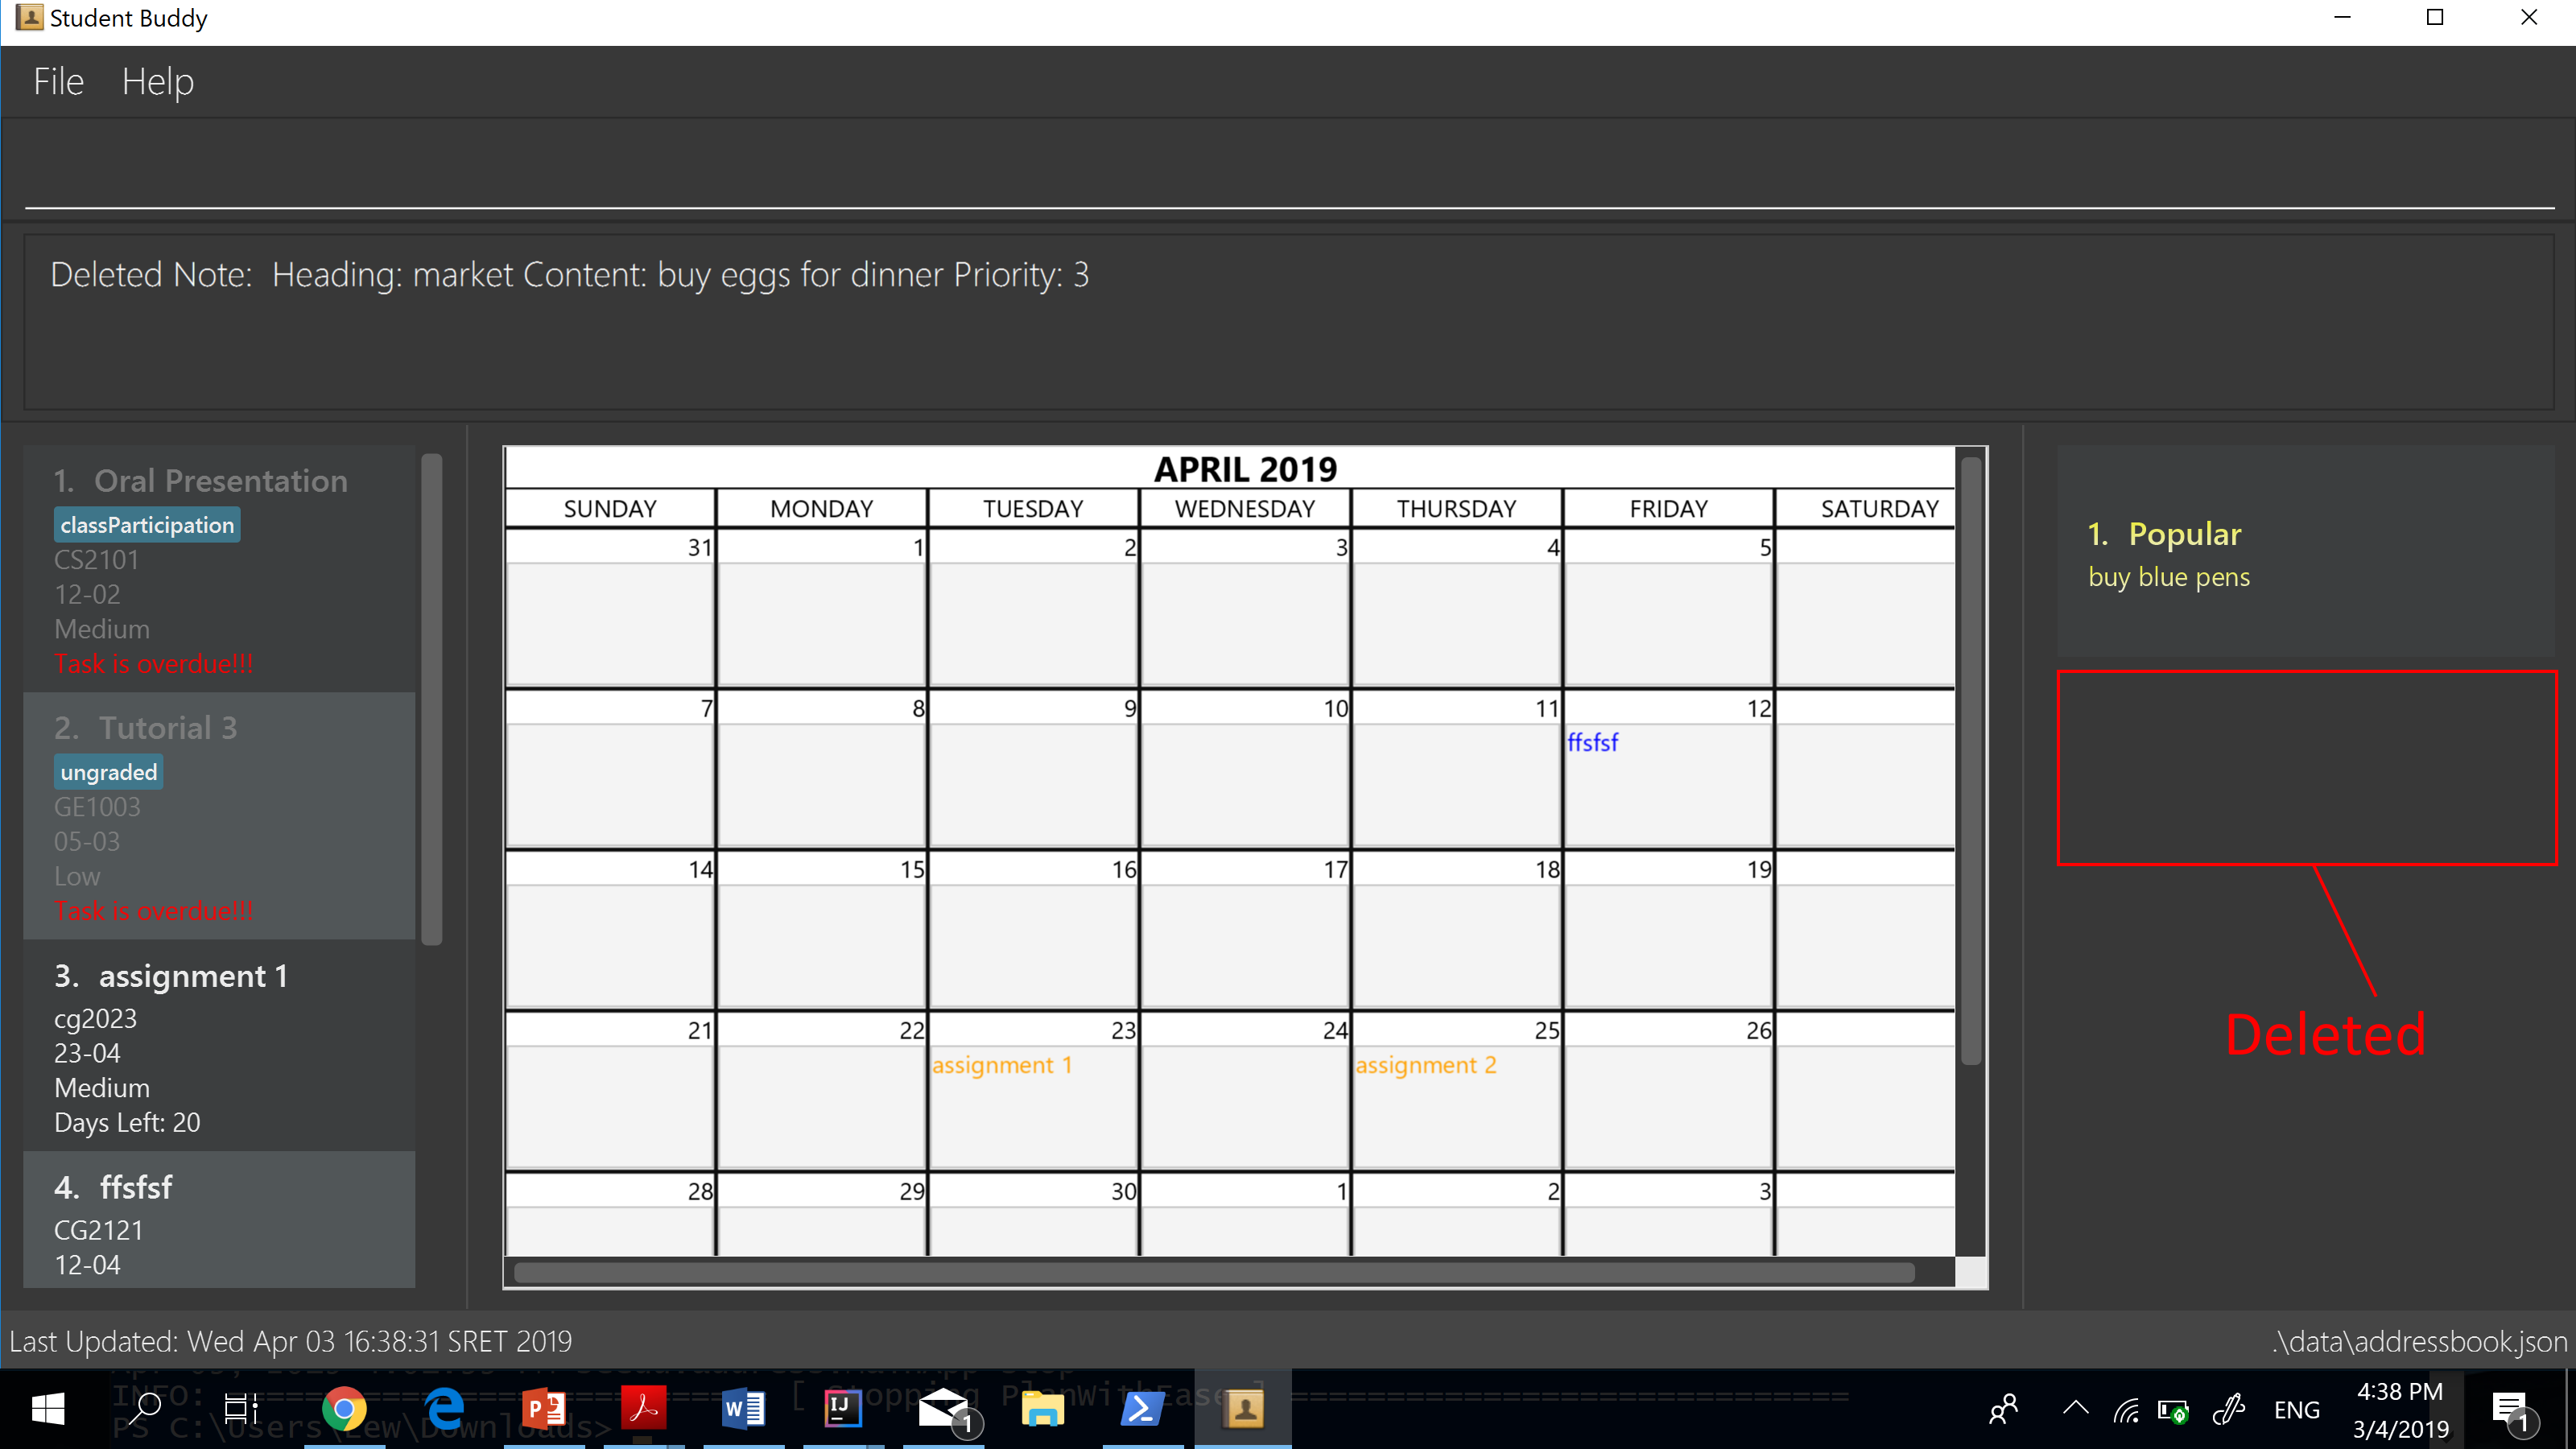 Student Buddy
File Help
Deleted Note: Heading: market Content: buy eggs for dinner Priority: 3
1. Oral Presentation
classParticipation
CS2101
12-02
Medium
Task is overdue!!!
2. Tutorial 3
ungraded
GE1003
05-03
Low
Task is overdue!!!
3. assignment 1
cg2023
23-04
Medium
Days Left: 20
4. ffsfsf
CG2121
12-04
APRIL 2019
SUNDAY MONDAY TUESDAY WEDNESDAY THURSDAY FRIDAY SATURDAY
31 1 2 3 4 5
7 8 9 10 11 12
ffsfsf
14 15 16 17 18 19
21 22 23 24 25 26
assignment 1 assignment 2
28 29 30 1 2 3
1. Popular
buy blue pens
Deleted
Last Updated: Wed Apr 03 16:38:31 SRET 2019
.\data\addressbook.json
INFO: [ Stopping PlanWithEase ]
PS C:\Users\Lew\Downloads>
1
ENG
4:38 PM
3/4/2019
1